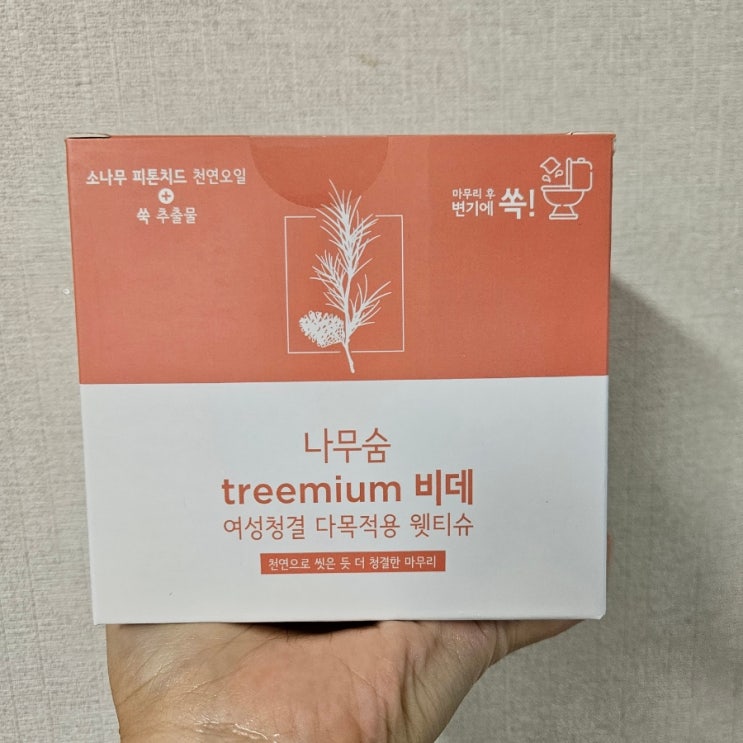 소나무 피톤치드 천연오일
+
쑥 추출물
마무리 후
변기에 쏙!
나무숨
treemium 비데
여성청결 다목적용 웻티슈
천연으로 씻은 듯 더 청결한 마무리